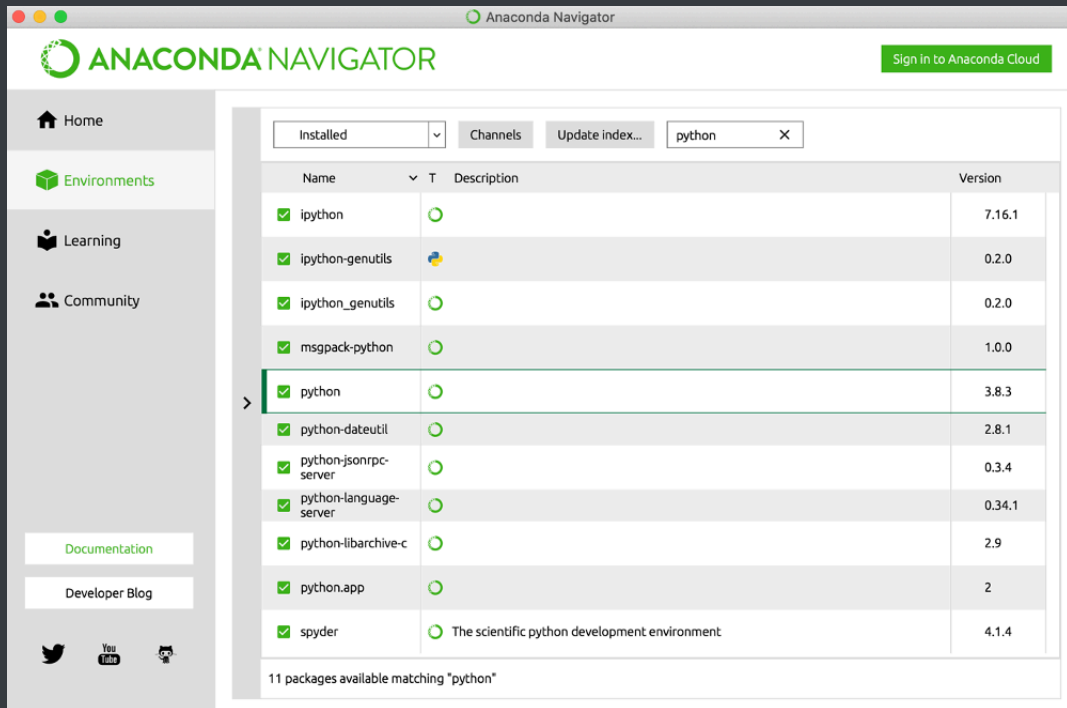 Anaconda Navigator
ANACONDA NAVIGATOR
Sign in to Anaconda Cloud
Home
Environments
Learning
Community
Documentation
Developer Blog
You Tube
Installed Channels Update index... python
Name T Description Version
ipython 7.16.1
ipython-genutils 0.2.0
ipython_genutils 0.2.0
msgpack-python 1.0.0
python 3.8.3
python-dateutil 2.8.1
python-jsonrpc-
server 0.3.4
python-language-
server 0.34.1
python-libarchive-c 2.9
python.app 2
spyder The scientific python development environment 4.1.4
11 packages available matching "python"